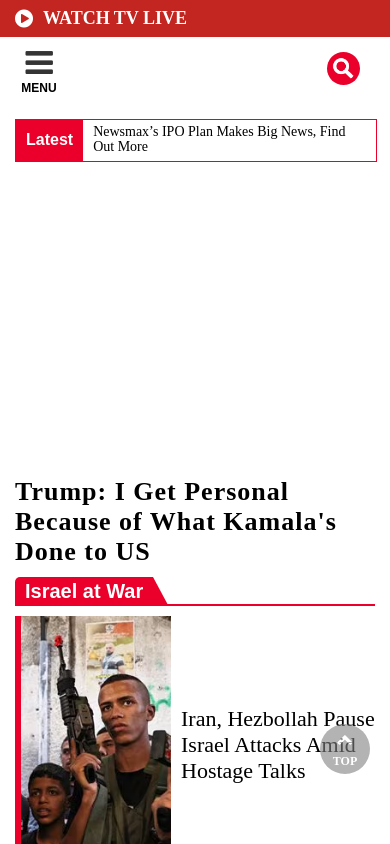 WATCH TV LIVE
MENU
Latest
Newsmax’s IPO Plan Makes Big News, Find
Out More
Trump: I Get Personal
Because of What Kamala's
Done to US
Israel at War
Iran, Hezbollah Pause
Israel Attacks Amid
Hostage Talks
TOP